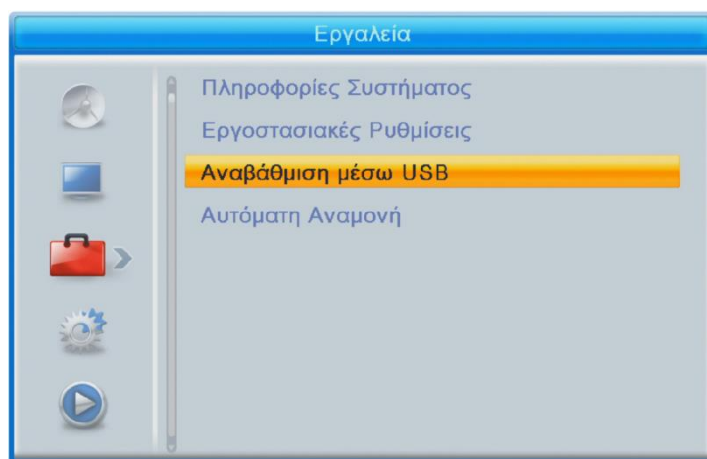 Εργαλεία
Πληροφορίες Συστήματος
Εργοστασιακές Ρυθμίσεις
Αναβάθμιση μέσω USB
Αυτόματη Αναμονή